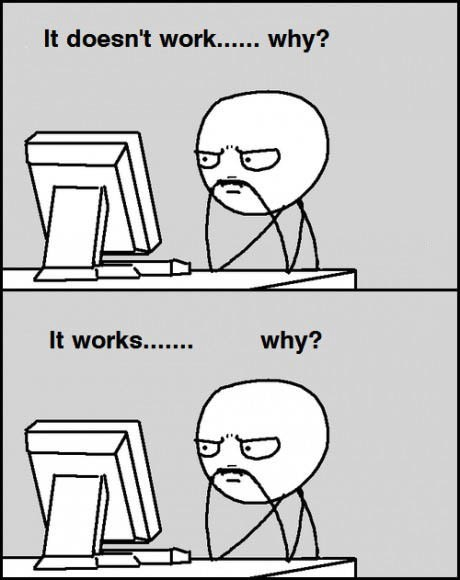 It doesn't work...... why?
It works....... why?